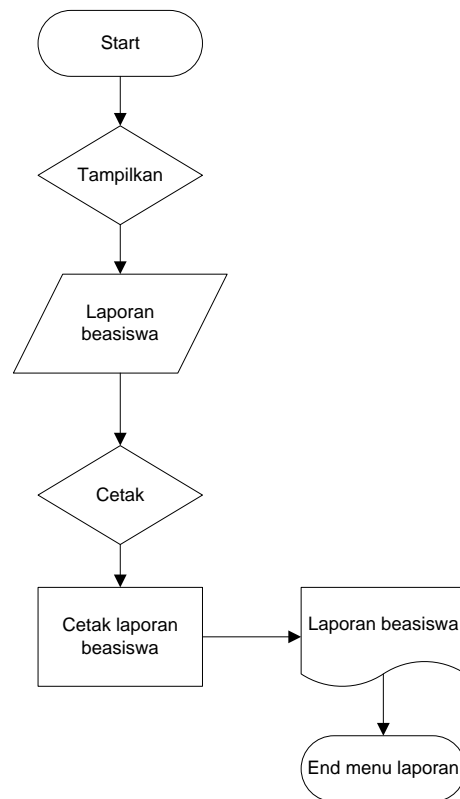 Start
Tampilkan
Laporan
beasiswa
Cetak
Cetak laporan
beasiswa
Laporan beasiswa
End menu laporan